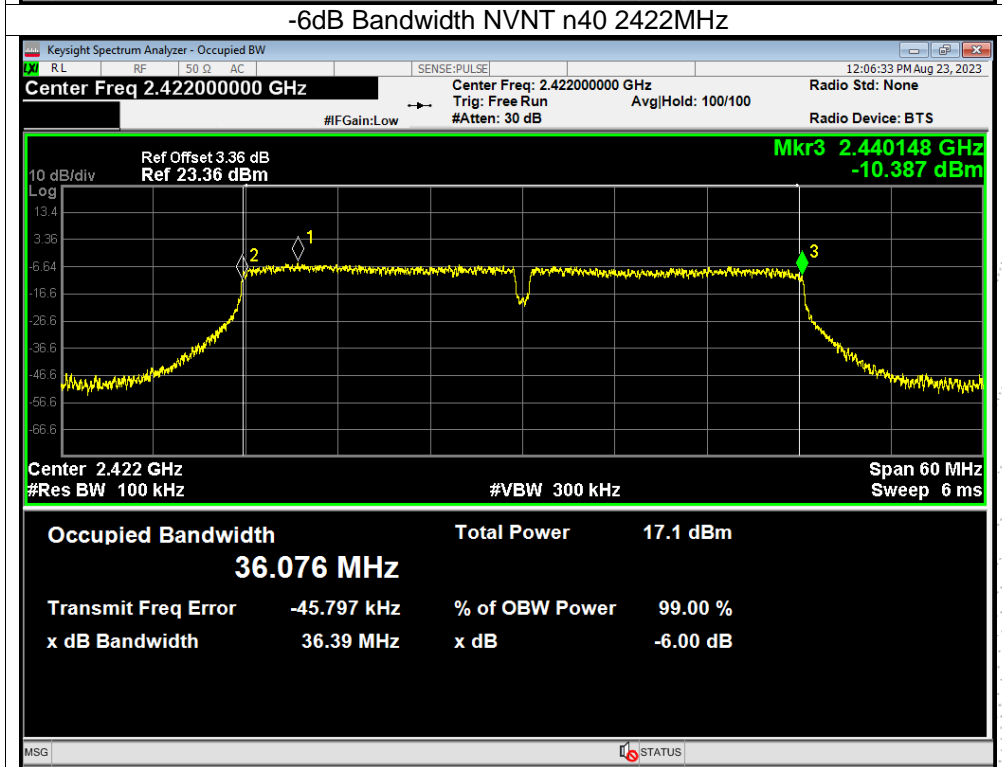 -6dB Bandwidth NVNT n40 2422MHz
Keysight Spectrum Analyzer - Occupied BW
LXI RL RF 50 Ω AC SENSE:PULSE 12:06:33 PM Aug 23, 2023
Center Freq 2.422000000 GHz Center Freq: 2.422000000 GHz Radio Std: None
Trig: Free Run Avg|Hold: 100/100
#IFGain:Low #Atten: 30 dB Radio Device: BTS
Ref Offset 3.36 dB Mkr3 2.440148 GHz
10 dB/div Ref 23.36 dBm -10.387 dBm
Log
13.4
3.36
1
2
3
-6.64
-16.6
-26.6
-36.6
-46.6
-56.6
-66.6
Center 2.422 GHz Span 60 MHz
#Res BW 100 kHz #VBW 300 kHz Sweep 6 ms
Occupied Bandwidth Total Power 17.1 dBm
36.076 MHz
Transmit Freq Error -45.797 kHz % of OBW Power 99.00 %
x dB Bandwidth 36.39 MHz x dB -6.00 dB
MSG STATUS